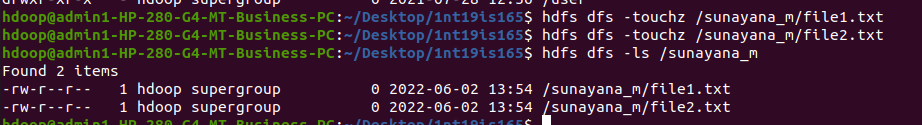 hdoop@admin1-HP-280-G4-MT-Business-PC:~/Desktop/1nt19is165$ hdfs dfs -touchz /sunayana_m/file1.txt
hdoop@admin1-HP-280-G4-MT-Business-PC:~/Desktop/1nt19is165$ hdfs dfs -touchz /sunayana_m/file2.txt
hdoop@admin1-HP-280-G4-MT-Business-PC:~/Desktop/1nt19is165$ hdfs dfs -ls /sunayana_m
Found 2 items
-rw-r--r--   1 hdoop supergroup          0 2022-06-02 13:54 /sunayana_m/file1.txt
-rw-r--r--   1 hdoop supergroup          0 2022-06-02 13:54 /sunayana_m/file2.txt
hdoop@admin1-HP-280-G4-MT-Business-PC:~/Desktop/1nt19is165$